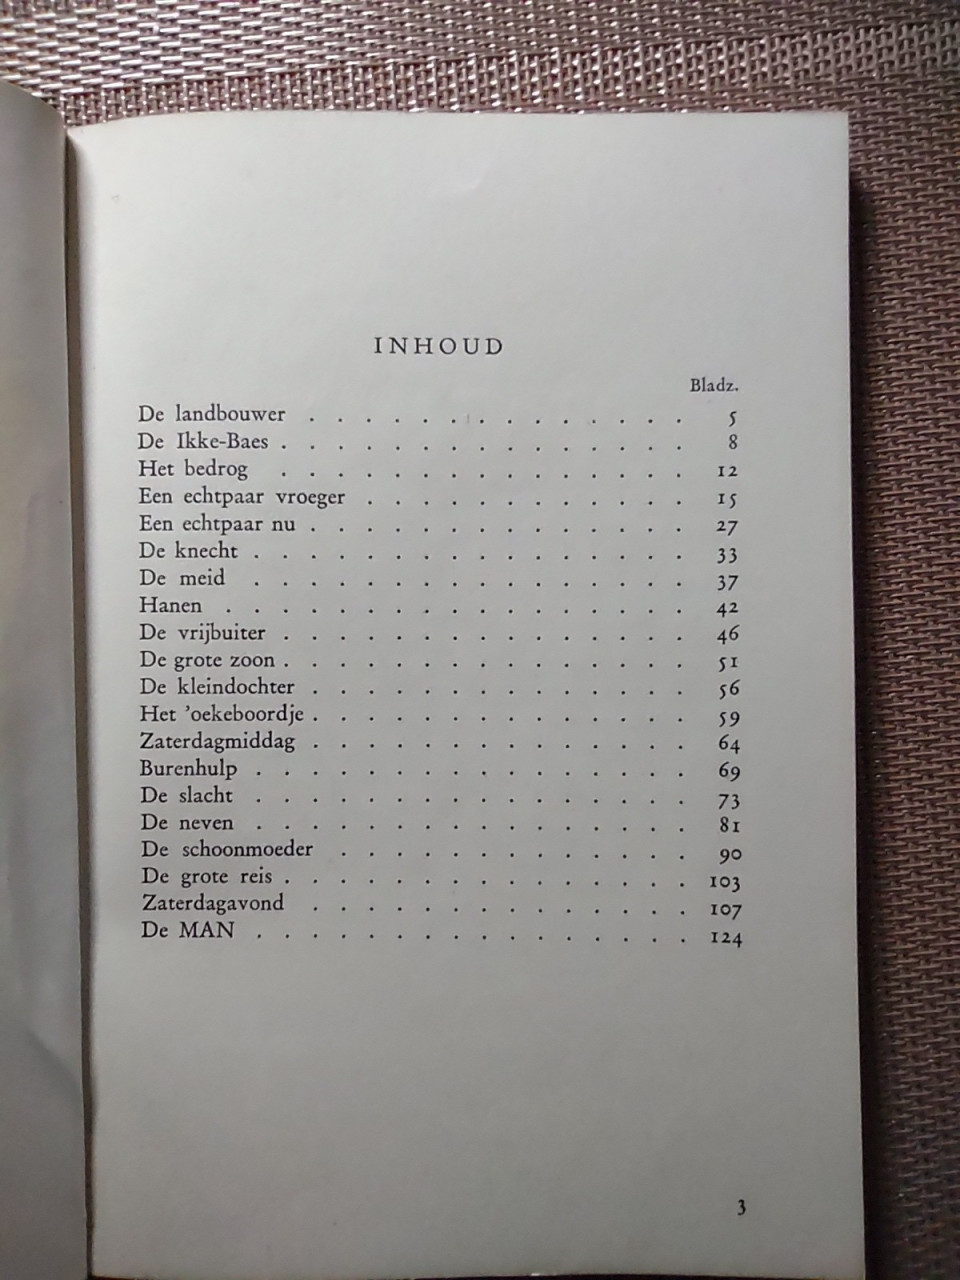 INHOUD
Bladz.
De landbouwer . . . . . . . . . . . . . . 5
De Ikke-Baes . . . . . . . . . . . . . . . 8
Het bedrog . . . . . . . . . . . . . . . 12
Een echtpaar vroeger . . . . . . . . . . . . 15
Een echtpaar nu . . . . . . . . . . . . . . 27
De knecht . . . . . . . . . . . . . . . . 33
De meid . . . . . . . . . . . . . . . . 37
Hanen . . . . . . . . . . . . . . . . . 42
De vrijbuiter . . . . . . . . . . . . . . . 46
De grote zoon . . . . . . . . . . . . . . . 51
De kleindochter . . . . . . . . . . . . . . 56
Het ’oekeboordje . . . . . . . . . . . . . . 59
Zaterdagmiddag . . . . . . . . . . . . . . 64
Burenhulp . . . . . . . . . . . . . . . . 69
De slacht . . . . . . . . . . . . . . . . 73
De neven . . . . . . . . . . . . . . . . 81
De schoonmoeder . . . . . . . . . . . . . 90
De grote reis . . . . . . . . . . . . . . . 103
Zaterdagavond . . . . . . . . . . . . . . 107
De MAN . . . . . . . . . . . . . . . . 124
3